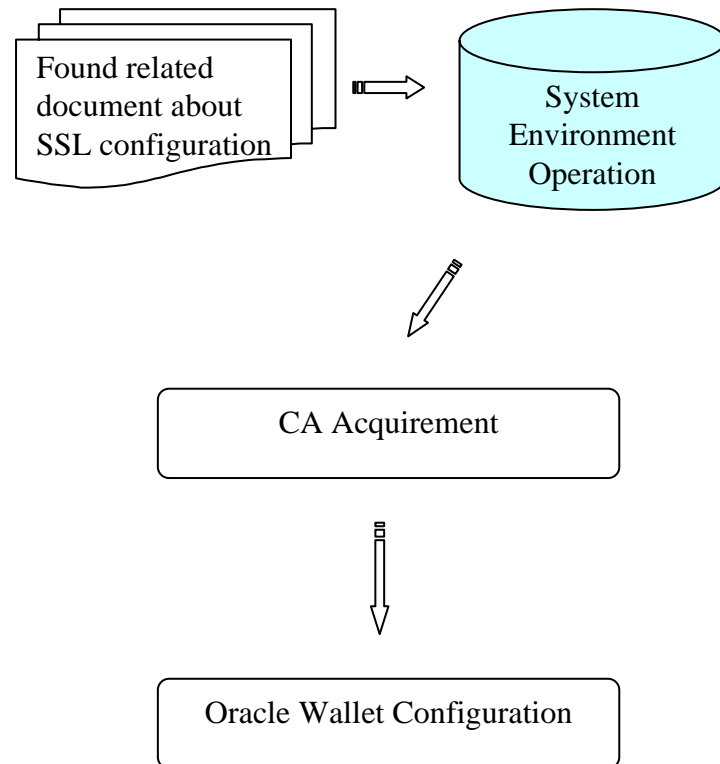 Found related
document about
SSL configuration
System
Environment
Operation
CA Acquirement
Oracle Wallet Configuration